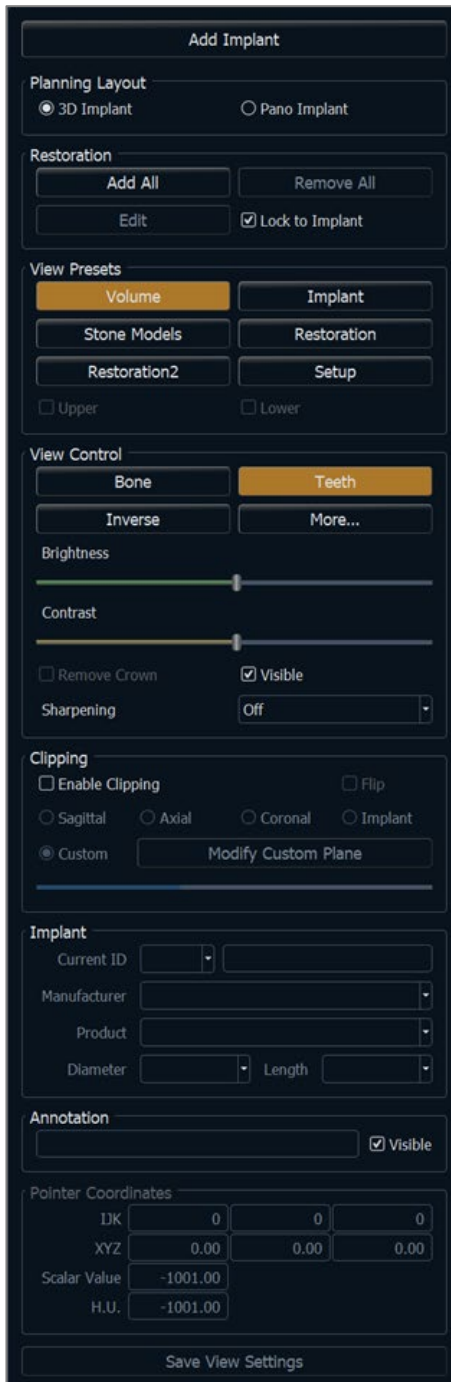 Add Implant
Planning Layout
3D Implant Pano Implant
Restoration
Add All Remove All
Edit Lock to Implant
View Presets
Volume Implant
Stone Models Restoration
Restoration2 Setup
Upper Lower
View Control
Bone Teeth
Inverse More...
Brightness
Contrast
Remove Crown Visible
Sharpening Off
Clipping
Enable Clipping Flip
Sagittal Axial Coronal Implant
Custom Modify Custom Plane
Implant
Current ID
Manufacturer
Product
Diameter Length
Annotation
Visible
Pointer Coordinates
IJK 0 0 0
XYZ 0.00 0.00 0.00
Scalar Value -1001.00
H.U. -1001.00
Save View Settings